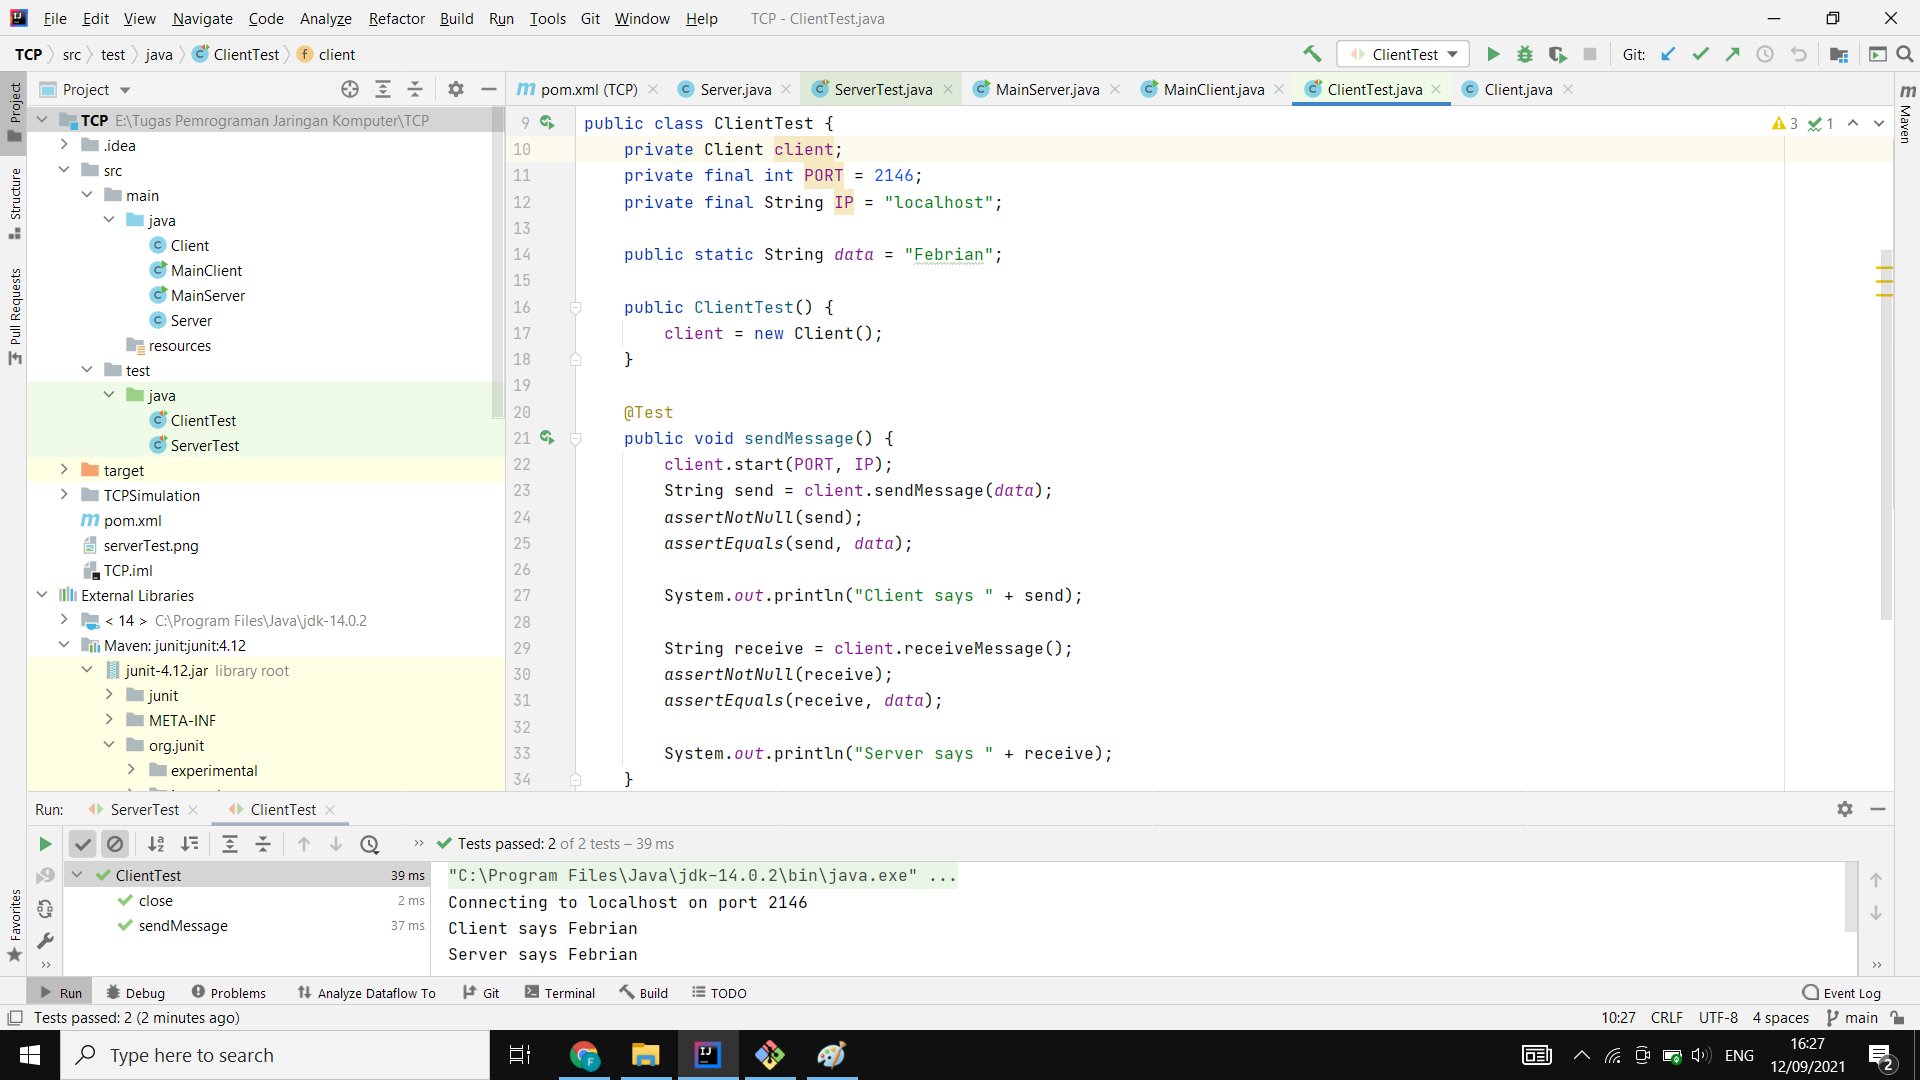 File Edit View Navigate Code Analyze Refactor Build Run Tools Git Window Help TCP - ClientTest.java
TCP src test java ClientTest client ClientTest Git:
Project
pom.xml (TCP) Server.java ServerTest.java MainServer.java MainClient.java ClientTest.java Client.java
Project
Structure
Pull Requests
Favorites
Maven
TCP E:\Tugas Pemrograman Jaringan Komputer\TCP
.idea
src
main
java
Client
MainClient
MainServer
Server
resources
test
java
ClientTest
ServerTest
target
TCPSimulation
pom.xml
serverTest.png
TCP.iml
External Libraries
< 14 > C:\Program Files\Java\jdk-14.0.2
Maven: junit:junit:4.12
junit-4.12.jar library root
junit
META-INF
org.junit
experimental
3 1
9 public class ClientTest {
10 private Client client;
11 private final int PORT = 2146;
12 private final String IP = "localhost";
13
14 public static String data = "Febrian";
15
16 public ClientTest() {
17 client = new Client();
18 }
19
20 @Test
21 public void sendMessage() {
22 client.start(PORT, IP);
23 String send = client.sendMessage(data);
24 assertNotNull(send);
25 assertEquals(send, data);
26
27 System.out.println("Client says " + send);
28
29 String receive = client.receiveMessage();
30 assertNotNull(receive);
31 assertEquals(receive, data);
32
33 System.out.println("Server says " + receive);
34 }
Run: ServerTest ClientTest
Tests passed: 2 of 2 tests – 39 ms
ClientTest 39 ms
close 2 ms
sendMessage 37 ms
"C:\Program Files\Java\jdk-14.0.2\bin\java.exe" ...
Connecting to localhost on port 2146
Client says Febrian
Server says Febrian
Run Debug Problems Analyze Dataflow To Git Terminal Build TODO Event Log
Tests passed: 2 (2 minutes ago) 10:27 CRLF UTF-8 4 spaces main
Type here to search
ENG
16:27
12/09/2021
2